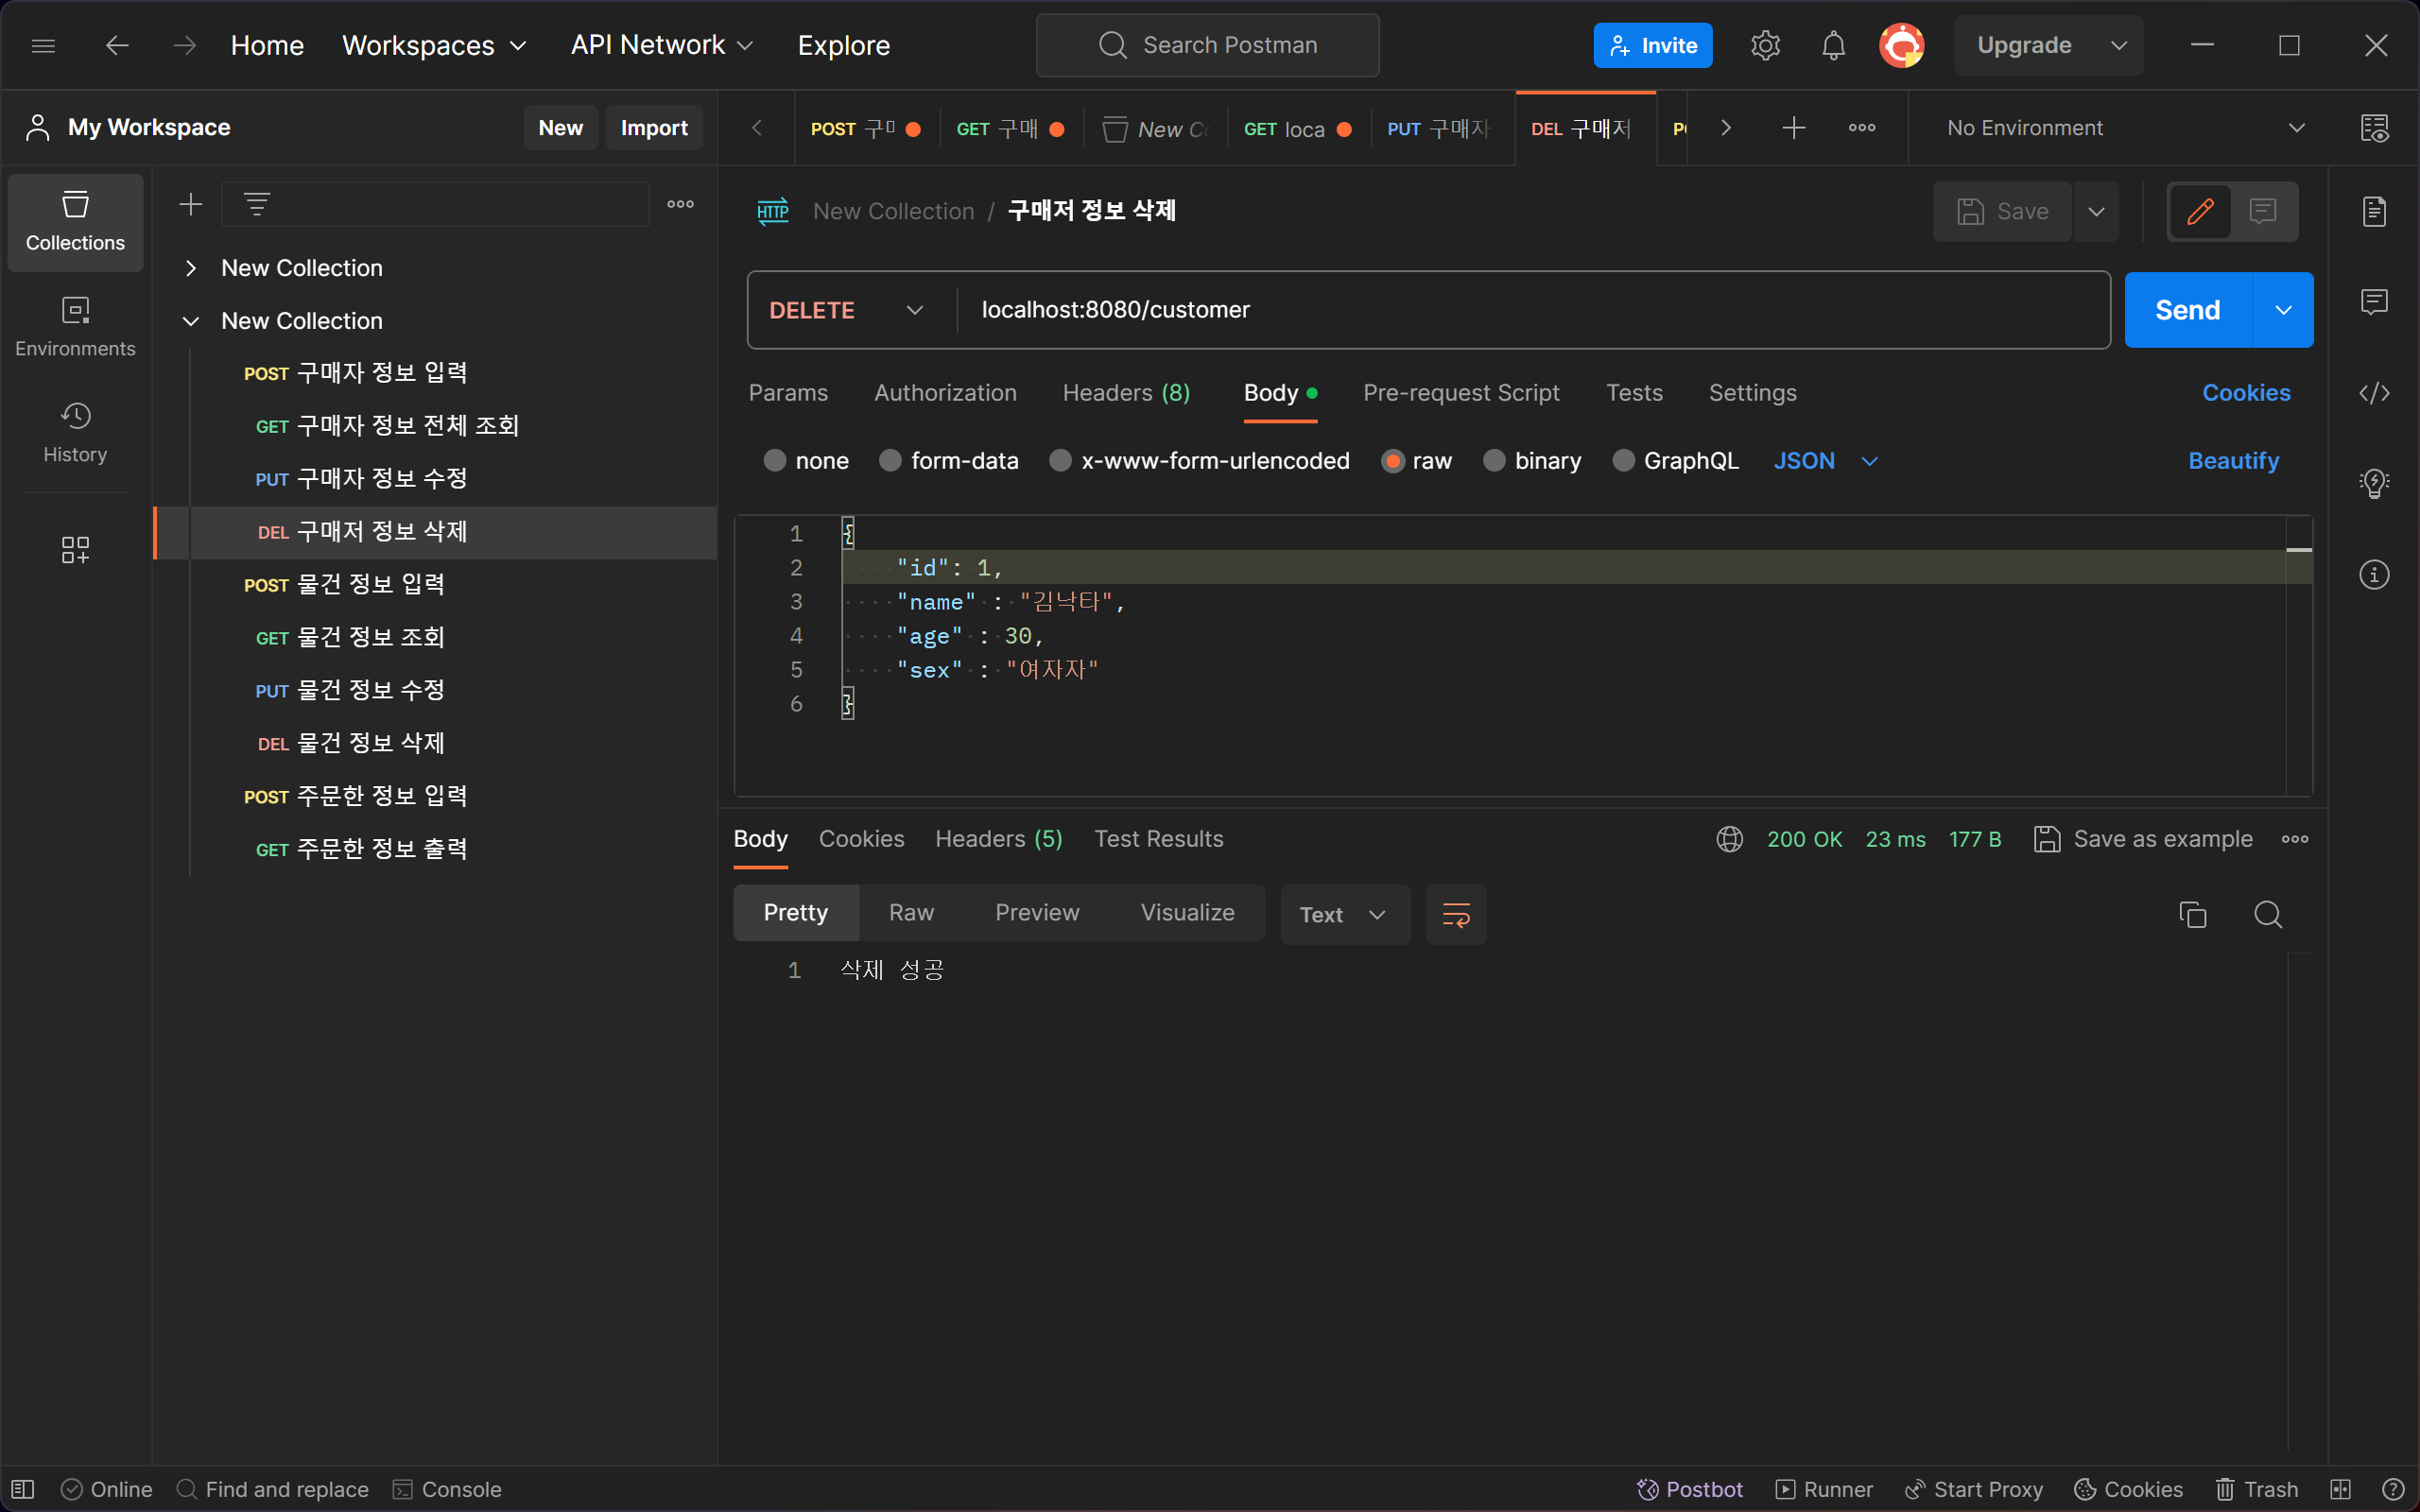 Home Workspaces API Network Explore Search Postman Invite Upgrade
My Workspace New Import
POST GET 구매 New GET loca PUT 구매자 DEL 구매저 No Environment
Collections
Environments
History
New Collection
New Collection
POST 구매자 정보 입력
GET 구매자 정보 전체 조회
PUT 구매자 정보 수정
DEL 구매저 정보 삭제
POST 물건 정보 입력
GET 물건 정보 조회
PUT 물건 정보 수정
DEL 물건 정보 삭제
POST 주문한 정보 입력
GET 주문한 정보 출력
HTTP New Collection / 구매저 정보 삭제 Save
DELETE localhost:8080/customer Send
Params Authorization Headers (8) Body Pre-request Script Tests Settings Cookies
none form-data x-www-form-urlencoded raw binary GraphQL JSON Beautify
1 {
2 "id": 1,
3 "name" : "김낙타",
4 "age" : 30,
5 "sex" : "여자자"
6 }
Body Cookies Headers (5) Test Results 200 OK 23 ms 177 B Save as example
Pretty Raw Preview Visualize Text
1 삭제 성공
Online Find and replace Console Postbot Runner Start Proxy Cookies Trash